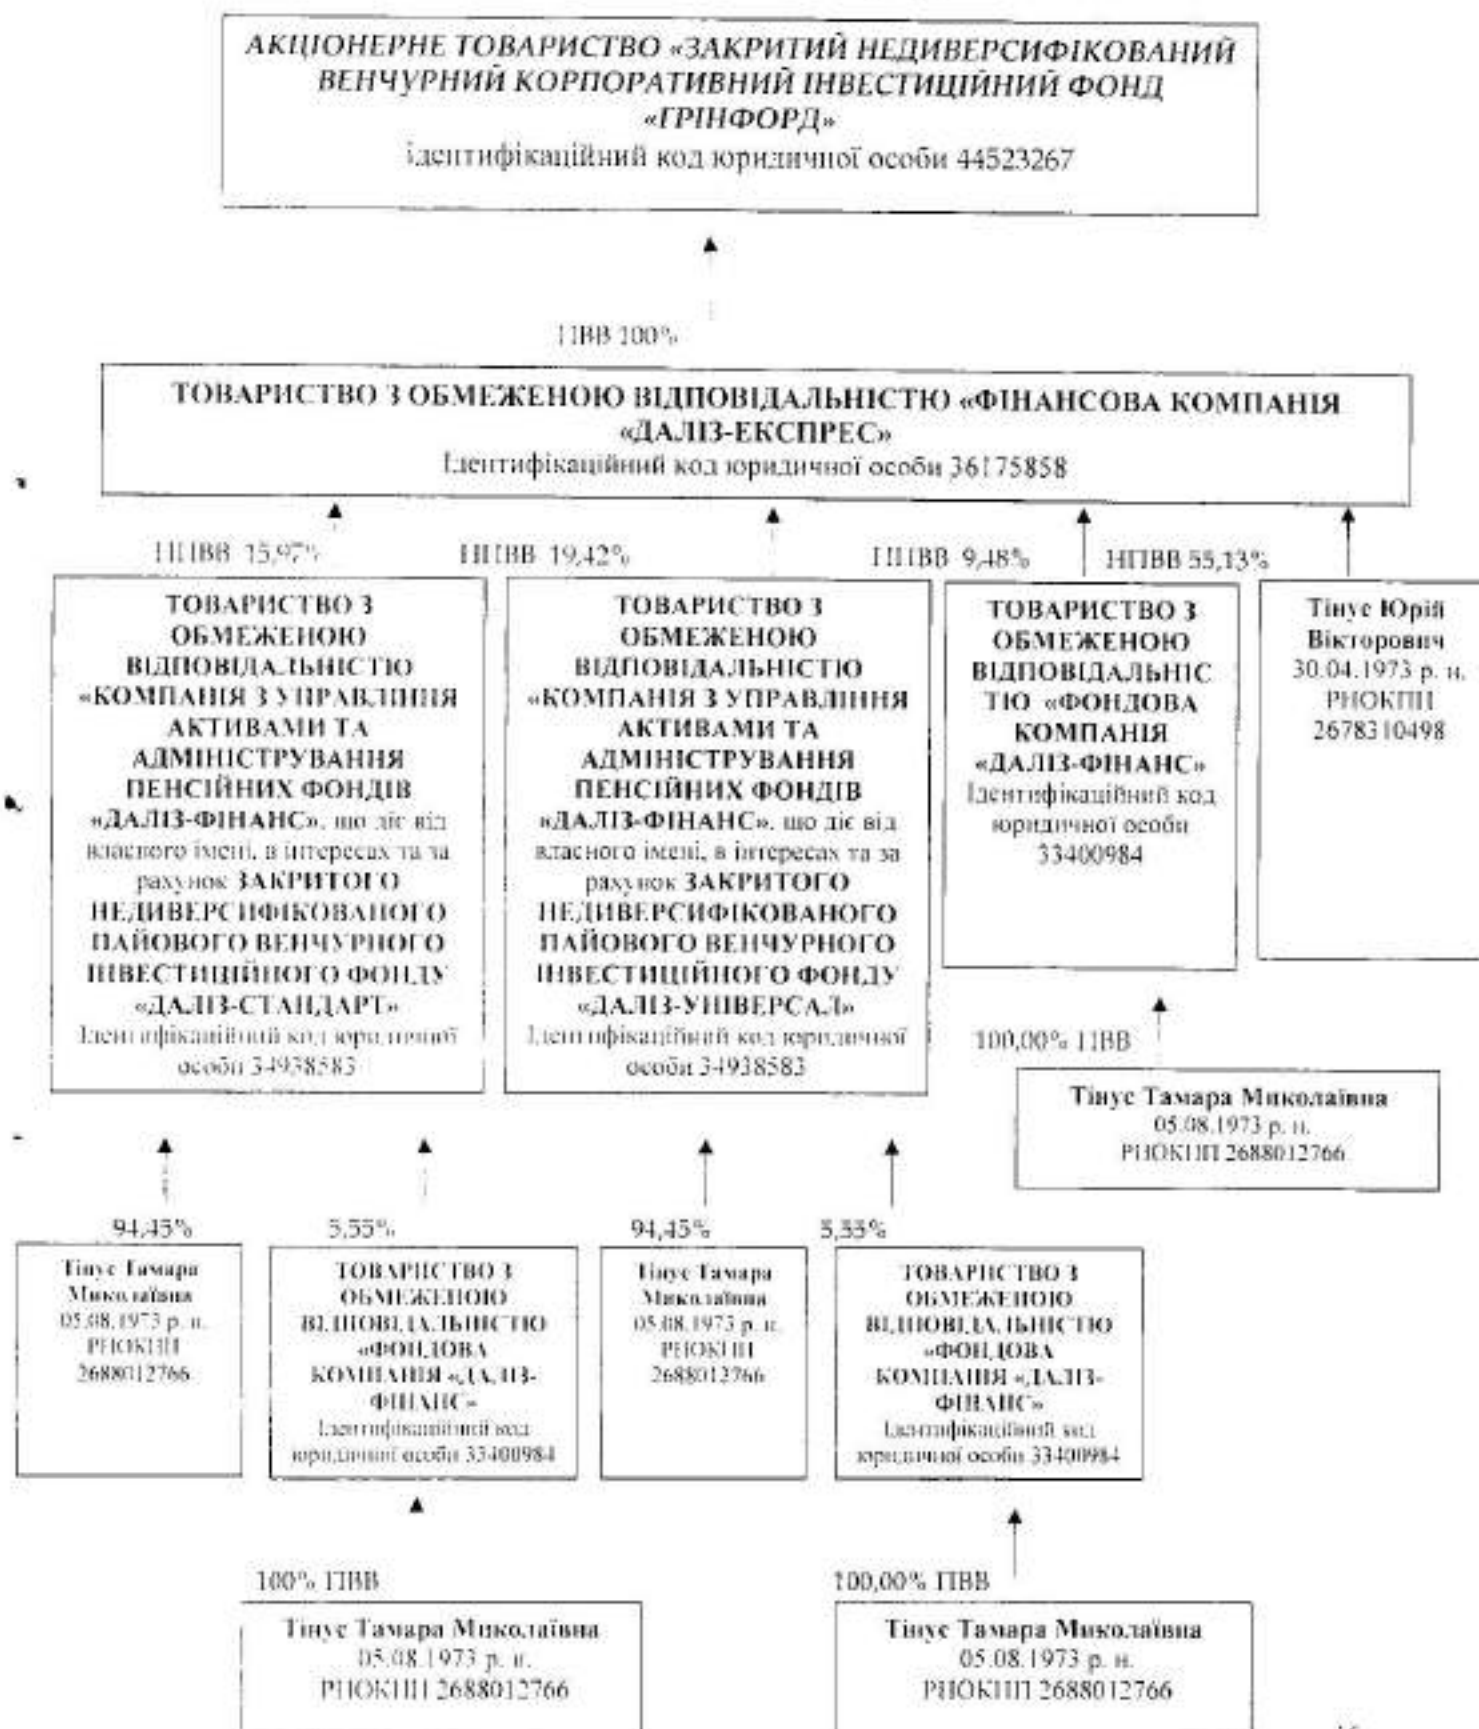 АКЦІОНЕРНЕ ТОВАРИСТВО «ЗАКРИТИЙ НЕДИВЕРСИФІКОВАНИЙ
ВЕНЧУРНИЙ КОРПОРАТИВНИЙ ІНВЕСТИЦІЙНИЙ ФОНД
«ГРІНФОРД»
Ідентифікаційний код юридичної особи 44523267
ПВВ 100%
ТОВАРИСТВО З ОБМЕЖЕНОЮ ВІДПОВІДАЛЬНІСТЮ «ФІНАНСОВА КОМПАНІЯ
«ДАЛІЗ-ЕКСПРЕС»
Ідентифікаційний код юридичної особи 36175858
НПВВ 15,97%
НПВВ 19,42%
НПВВ 9,48%
НПВВ 55,13%
ТОВАРИСТВО З
ОБМЕЖЕНОЮ
ВІДПОВІДАЛЬНІСТЮ
«КОМПАНІЯ З УПРАВЛІННЯ
АКТИВАМИ ТА
АДМІНІСТРУВАННЯ
ПЕНСІЙНИХ ФОНДІВ
«ДАЛІЗ-ФІНАНС», що діє від
власного імені, в інтересах та за
рахунок ЗАКРИТОГО
НЕДИВЕРСИФІКОВАНОГО
ПАЙОВОГО ВЕНЧУРНОГО
ІНВЕСТИЦІЙНОГО ФОНДУ
«ДАЛІЗ-СТАНДАРТ»
Ідентифікаційний код юридичної
особи 34938583
ТОВАРИСТВО З
ОБМЕЖЕНОЮ
ВІДПОВІДАЛЬНІСТЮ
«КОМПАНІЯ З УПРАВЛІННЯ
АКТИВАМИ ТА
АДМІНІСТРУВАННЯ
ПЕНСІЙНИХ ФОНДІВ
«ДАЛІЗ-ФІНАНС», що діє від
власного імені, в інтересах та за
рахунок ЗАКРИТОГО
НЕДИВЕРСИФІКОВАНОГО
ПАЙОВОГО ВЕНЧУРНОГО
ІНВЕСТИЦІЙНОГО ФОНДУ
«ДАЛІЗ-УНІВЕРСАЛ»
Ідентифікаційний код юридичної
особи 34938583
ТОВАРИСТВО З
ОБМЕЖЕНОЮ
ВІДПОВІДАЛЬНІС
ТЮ «ФОНДОВА
КОМПАНІЯ
«ДАЛІЗ-ФІНАНС»
Ідентифікаційний код
юридичної особи
33400984
Тінус Юрій
Вікторович
30.04.1973 р. н.
РНОКПП
2678310498
100,00% ПВВ
Тінус Тамара Миколаївна
05.08.1973 р. н.
РНОКПП 2688012766
94,45%
5,55%
94,45%
5,55%
Тінус Тамара
Миколаївна
05.08.1973 р. н.
РНОКПП
2688012766
ТОВАРИСТВО З
ОБМЕЖЕНОЮ
ВІДПОВІДАЛЬНІСТЮ
«ФОНДОВА
КОМПАНІЯ «ДАЛІЗ-
ФІНАНС»
Ідентифікаційний код
юридичної особи 33400984
Тінус Тамара
Миколаївна
05.08.1973 р. н.
РНОКПП
2688012766
ТОВАРИСТВО З
ОБМЕЖЕНОЮ
ВІДПОВІДАЛЬНІСТЮ
«ФОНДОВА
КОМПАНІЯ «ДАЛІЗ-
ФІНАНС»
Ідентифікаційний код
юридичної особи 33400984
100% ПВВ
100,00% ПВВ
Тінус Тамара Миколаївна
05.08.1973 р. н.
РНОКПП 2688012766
Тінус Тамара Миколаївна
05.08.1973 р. н.
РНОКПП 2688012766